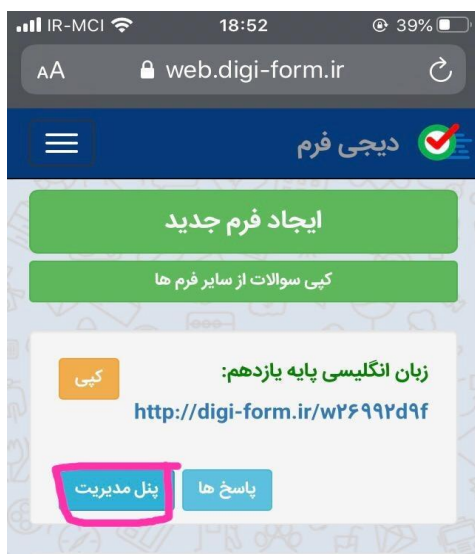 IR-MCI 18:52 39%
AA web.digi-form.ir
دیجی فرم
ایجاد فرم جدید
کپی سوالات از سایر فرم ها
زبان انگلیسی پایه یازدهم:
کپی
http://digi-form.ir/w۲۶۹۹۲d۹f
پاسخ ها
پنل مدیریت